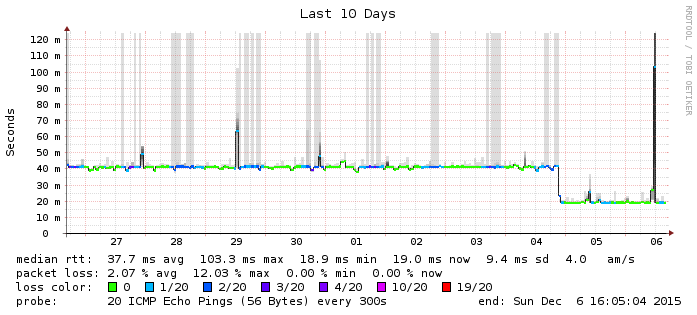 Last 10 Days
RRDTOOL / TOBI OETIKER
Seconds
120 m
110 m
100 m
90 m
80 m
70 m
60 m
50 m
40 m
30 m
20 m
10 m
0
27 28 29 30 01 02 03 04 05 06
median rtt: 37.7 ms avg 103.3 ms max 18.9 ms min 19.0 ms now 9.4 ms sd 4.0 am/s
packet loss: 2.07 % avg 12.03 % max 0.00 % min 0.00 % now
loss color: 0 1/20 2/20 3/20 4/20 10/20 19/20
probe: 20 ICMP Echo Pings (56 Bytes) every 300s end: Sun Dec 6 16:05:04 2015